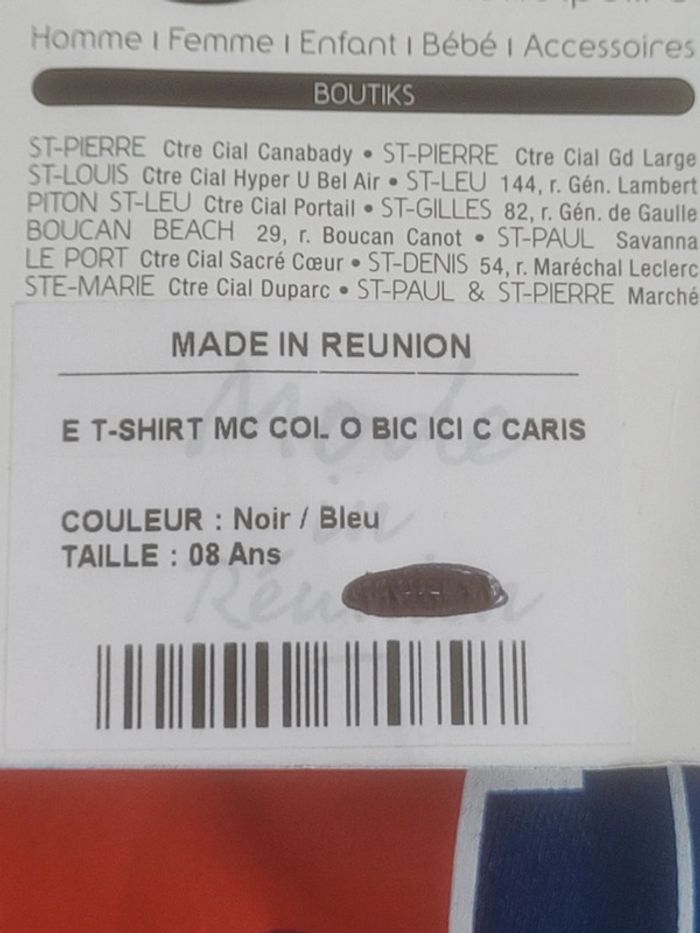 Homme | Femme | Enfant | Bébé | Accessoires
BOUTIKS
ST-PIERRE Ctre Cial Canabady • ST-PIERRE Ctre Cial Gd Large
ST-LOUIS Ctre Cial Hyper U Bel Air • ST-LEU 144, r. Gén. Lambert
PITON ST-LEU Ctre Cial Portail • ST-GILLES 82, r. Gén. de Gaulle
BOUCAN BEACH 29, r. Boucan Canot • ST-PAUL Savanna
LE PORT Ctre Cial Sacré Cœur • ST-DENIS 54, r. Maréchal Leclerc
STE-MARIE Ctre Cial Duparc • ST-PAUL & ST-PIERRE Marché
MADE IN REUNION
E T-SHIRT MC COL O BIC ICI C CARIS
Mode
in
Réunion
COULEUR : Noir / Bleu
TAILLE : 08 Ans